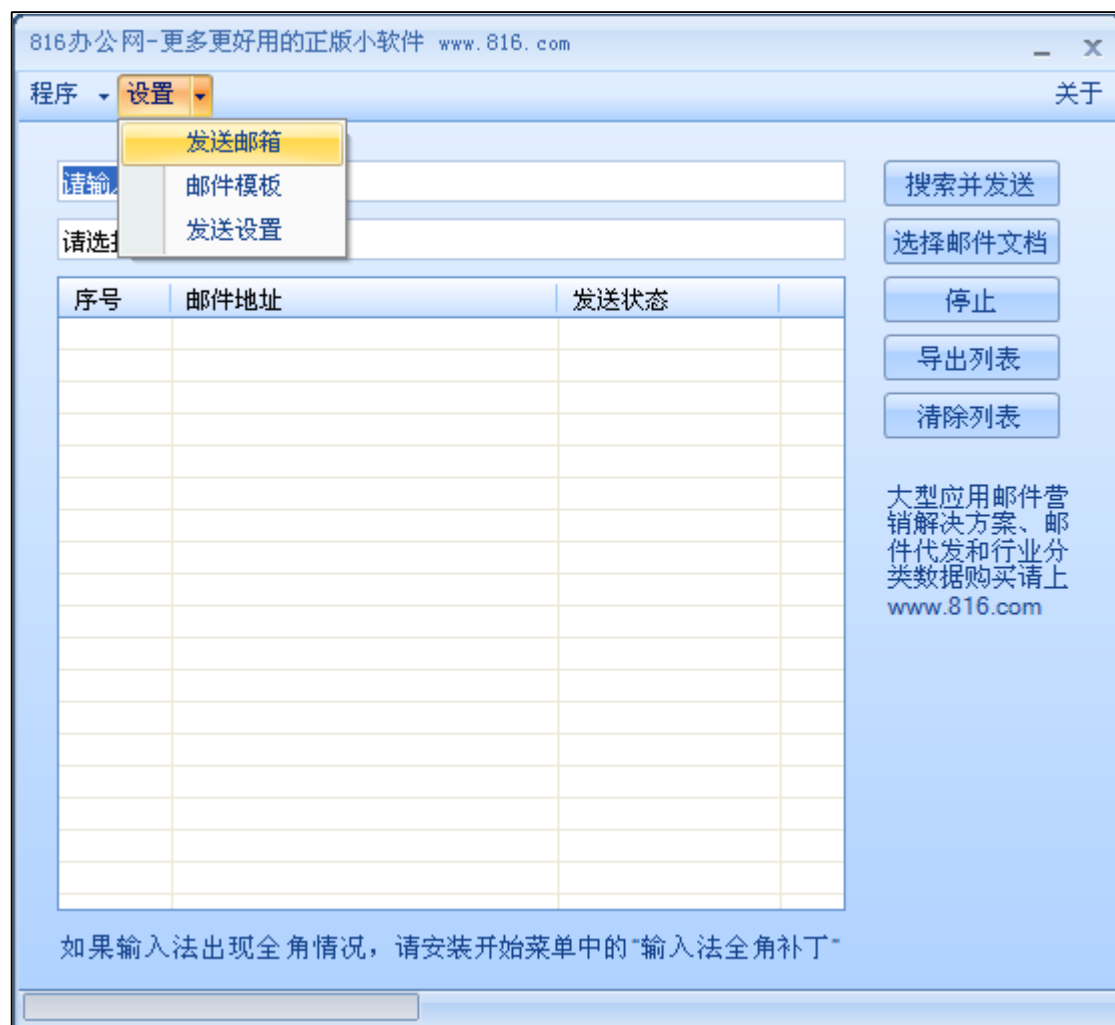 816办公网-更多更好用的正版小软件 www.816.com
程序 设置 关于
发送邮箱
邮件模板
发送设置
请输
请选
搜索并发送
选择邮件文档
停止
导出列表
清除列表
序号 邮件地址 发送状态
大型应用邮件营
销解决方案、邮
件代发和行业分
类数据购买请上
www.816.com
如果输入法出现全角情况，请安装开始菜单中的"输入法全角补丁"